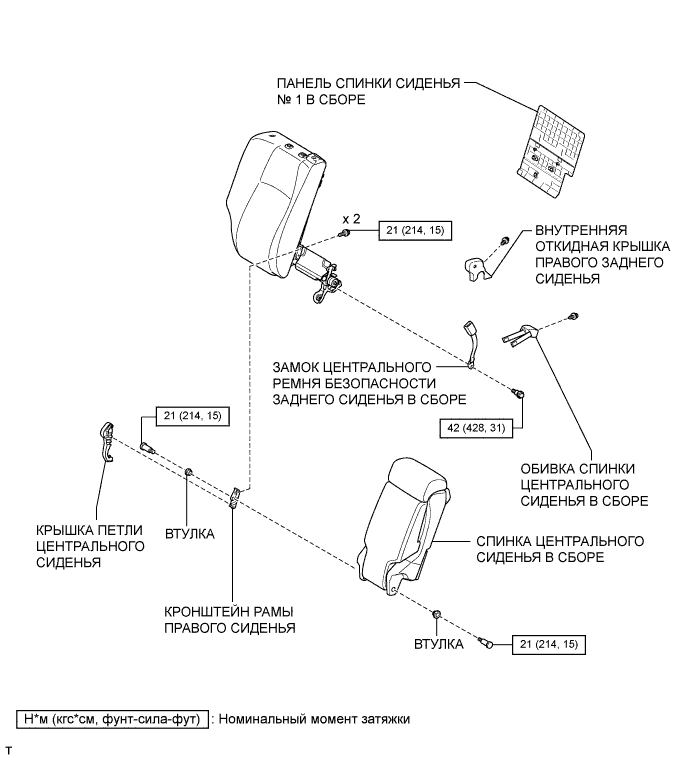 ПАНЕЛЬ СПИНКИ СИДЕНЬЯ
№ 1 В СБОРЕ
x 2
21 (214, 15)
ВНУТРЕННЯЯ
ОТКИДНАЯ КРЫШКА
ПРАВОГО ЗАДНЕГО
СИДЕНЬЯ
ЗАМОК ЦЕНТРАЛЬНОГО
РЕМНЯ БЕЗОПАСНОСТИ
ЗАДНЕГО СИДЕНЬЯ В СБОРЕ
21 (214, 15)
42 (428, 31)
ОБИВКА СПИНКИ
ЦЕНТРАЛЬНОГО
СИДЕНЬЯ В СБОРЕ
КРЫШКА ПЕТЛИ
ЦЕНТРАЛЬНОГО
СИДЕНЬЯ
ВТУЛКА
СПИНКА ЦЕНТРАЛЬНОГО
СИДЕНЬЯ В СБОРЕ
КРОНШТЕЙН РАМЫ
ПРАВОГО СИДЕНЬЯ
ВТУЛКА
21 (214, 15)
Н*м (кгс*см, фунт-сила-фут) : Номинальный момент затяжки
T